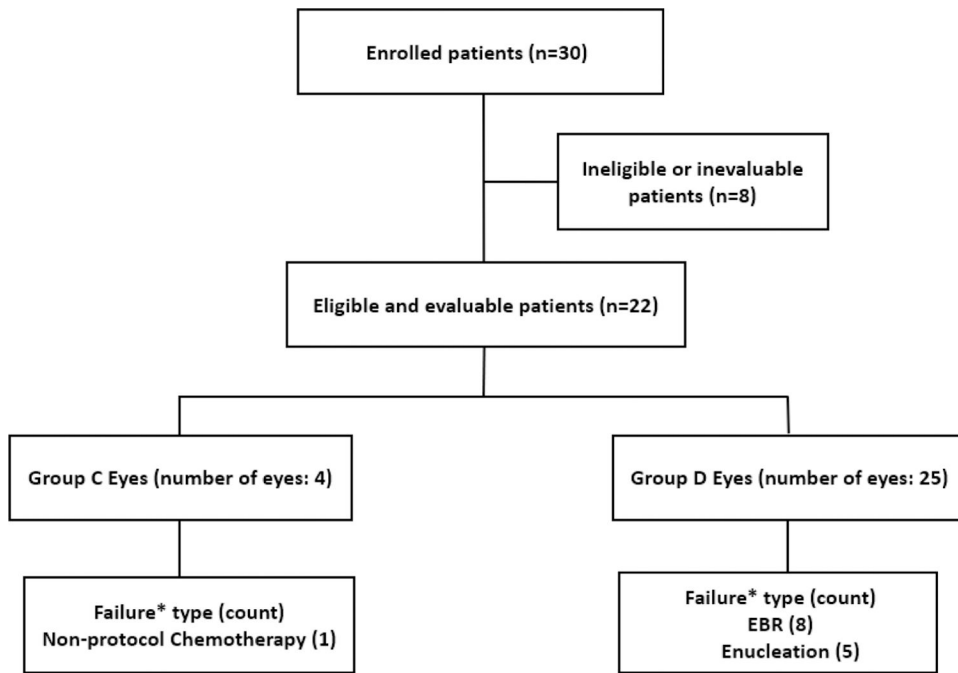 Enrolled patients (n=30)
Ineligible or inevaluable
patients (n=8)
Eligible and evaluable patients (n=22)
Group C Eyes (number of eyes: 4)
Group D Eyes (number of eyes: 25)
Failure* type (count)
Non-protocol Chemotherapy (1)
Failure* type (count)
EBR (8)
Enucleation (5)